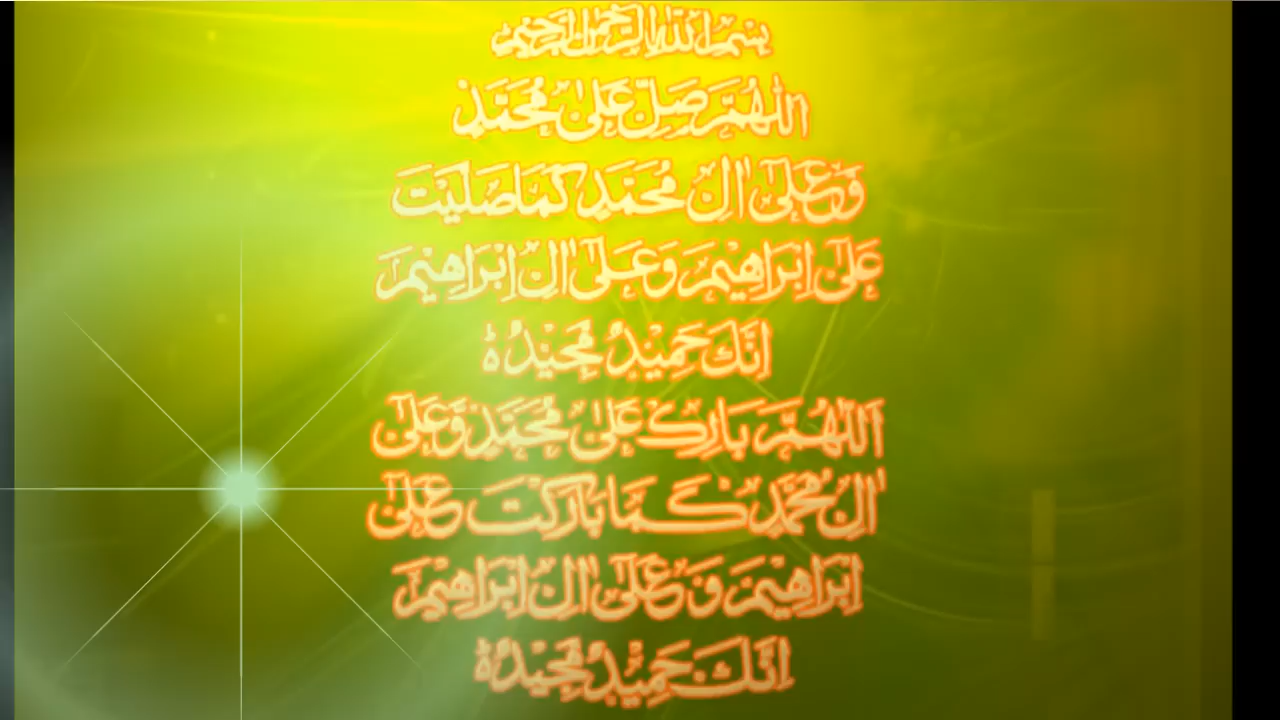 بسم الله الرحمن الرحيم
اللهم صل على محمد
وعلى ال محمد كما صليت
على ابراهيم وعلى ال ابراهيم
انك حميد مجيد ة
اللهم بارك على محمد وعلى
ال محمد كما باركت على
ابراهيم وعلى ال ابراهيم
انك حميد مجيد ة